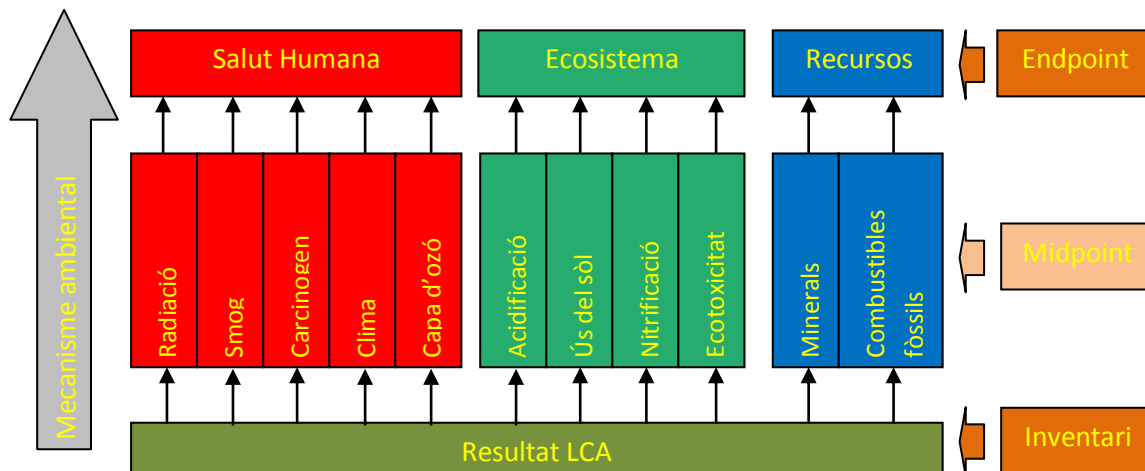 Salut Humana
Ecosistema
Recursos
Endpoint
Mecanisme ambiental
Radiació
Smog
Carcinogen
Clima
Capa d'ozó
Acidificació
Ús del sòl
Nitrificació
Ecotoxicitat
Minerals
Combustibles
fòssils
Midpoint
Resultat LCA
Inventari